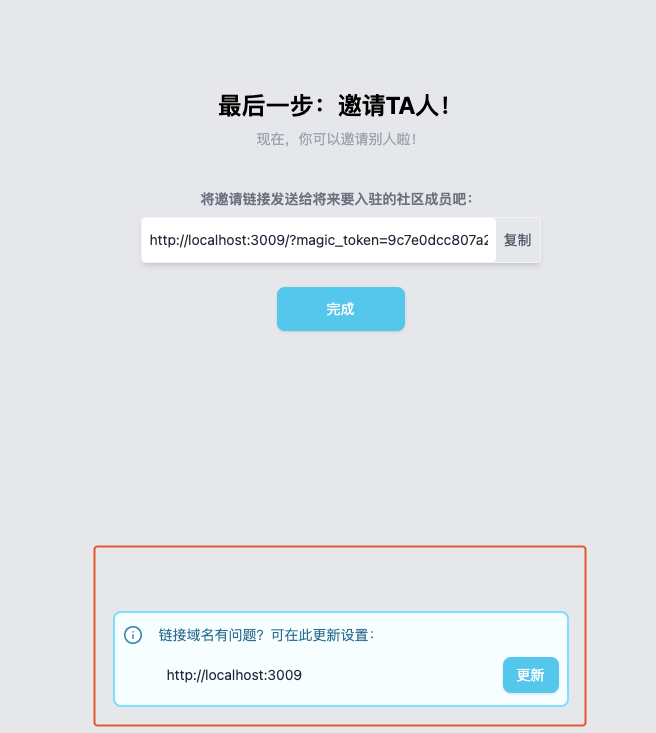 最后一步：邀请TA人！
现在，你可以邀请别人啦！
将邀请链接发送给将来要入驻的社区成员吧：
http://localhost:3009/?magic_token=9c7e0dcc807a2 复制
完成
链接域名有问题？可在此更新设置：
http://localhost:3009 更新